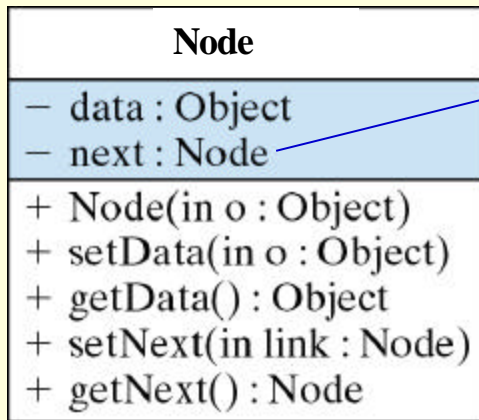 Node
− data : Object
− next : Node
+ Node(in o : Object)
+ setData(in o : Object)
+ getData() : Object
+ setNext(in link : Node)
+ getNext() : Node